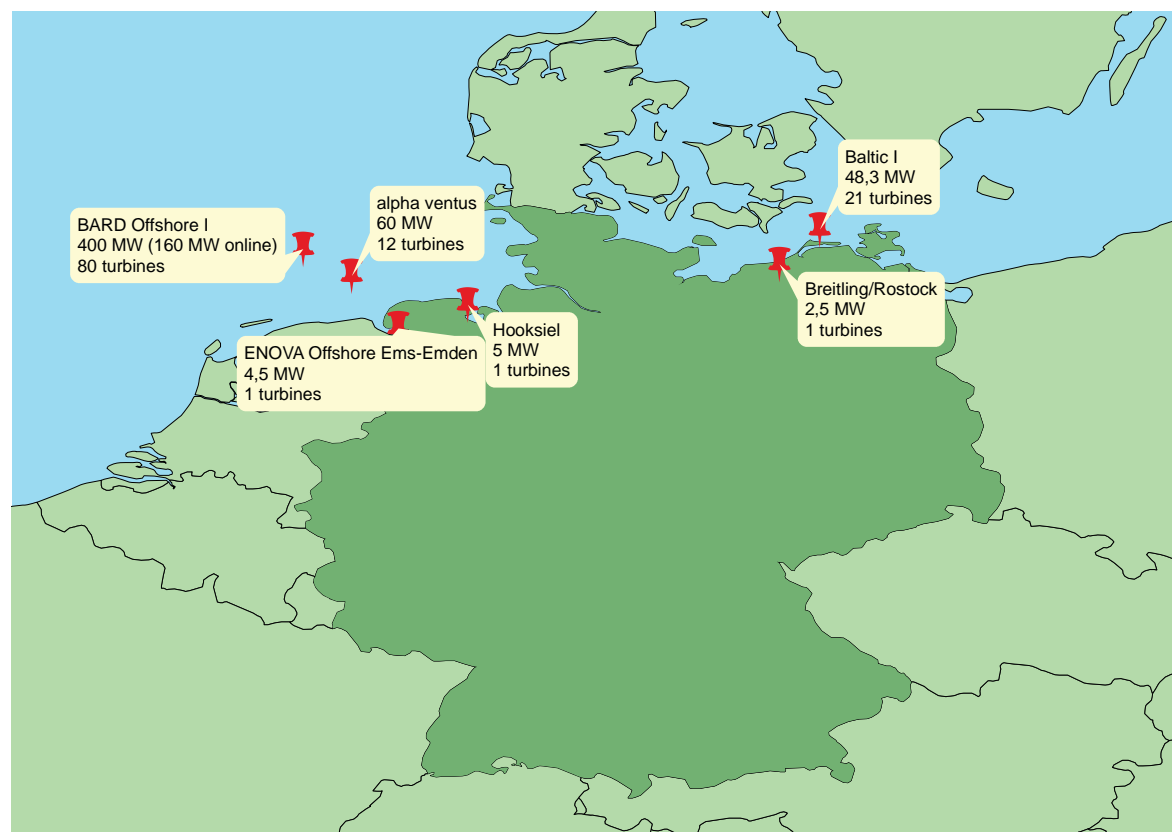 BARD Offshore I
400 MW (160 MW online)
80 turbines
alpha ventus
60 MW
12 turbines
Baltic I
48,3 MW
21 turbines
Breitling/Rostock
2,5 MW
1 turbines
Hooksiel
5 MW
1 turbines
ENOVA Offshore Ems-Emden
4,5 MW
1 turbines